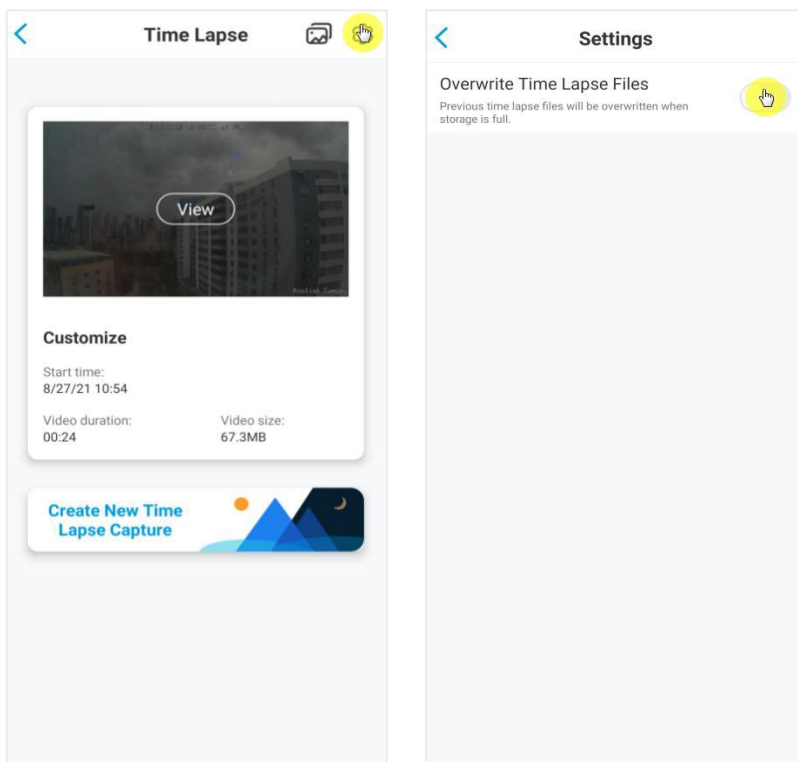 Time Lapse
View
Customize
Start time:
8/27/21 10:54
Video duration:
Video size:
00:24
67.3MB
Create New Time
Lapse Capture
Settings
Overwrite Time Lapse Files
Previous time lapse files will be overwritten when
storage is full.